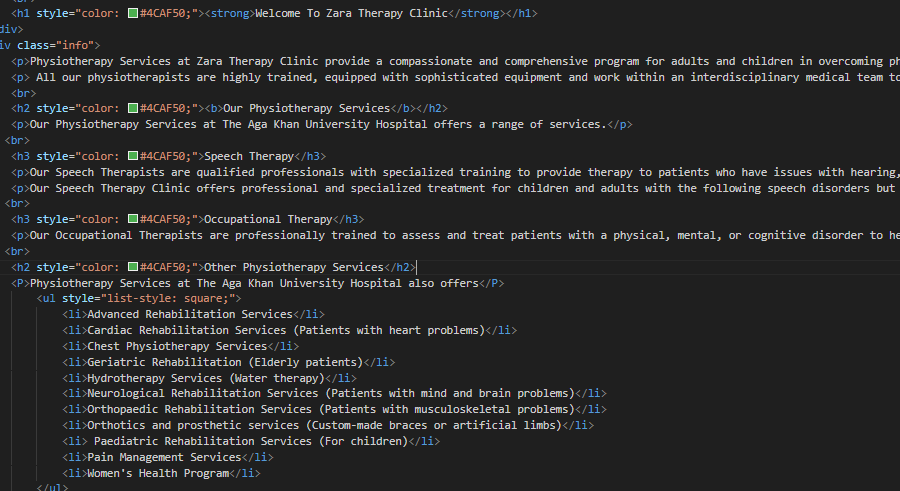 <h1 style="color: #4CAF50;"><strong>Welcome To Zara Therapy Clinic</strong></h1>
div>
iv class="info">
<p>Physiotherapy Services at Zara Therapy Clinic provide a compassionate and comprehensive program for adults and children in overcoming ph
<p> All our physiotherapists are highly trained, equipped with sophisticated equipment and work within an interdisciplinary medical team to
<br>
<h2 style="color: #4CAF50;"><b>Our Physiotherapy Services</b></h2>
<p>Our Physiotherapy Services at The Aga Khan University Hospital offers a range of services.</p>
<br>
<h3 style="color: #4CAF50;">Speech Therapy</h3>
<p>Our Speech Therapists are qualified professionals with specialized training to provide therapy to patients who have issues with hearing,
<p>Our Speech Therapy Clinic offers professional and specialized treatment for children and adults with the following speech disorders but
<br>
<h3 style="color: #4CAF50;">Occupational Therapy</h3>
<p>Our Occupational Therapists are professionally trained to assess and treat patients with a physical, mental, or cognitive disorder to he
<br>
<h2 style="color: #4CAF50;">Other Physiotherapy Services</h2>
<P>Physiotherapy Services at The Aga Khan University Hospital also offers</P>
<ul style="list-style: square;">
<li>Advanced Rehabilitation Services</li>
<li>Cardiac Rehabilitation Services (Patients with heart problems)</li>
<li>Chest Physiotherapy Services</li>
<li>Geriatric Rehabilitation (Elderly patients)</li>
<li>Hydrotherapy Services (Water therapy)</li>
<li>Neurological Rehabilitation Services (Patients with mind and brain problems)</li>
<li>Orthopaedic Rehabilitation Services (Patients with musculoskeletal problems)</li>
<li>Orthotics and prosthetic services (Custom-made braces or artificial limbs)</li>
<li> Paediatric Rehabilitation Services (For children)</li>
<li>Pain Management Services</li>
<li>Women's Health Program</li>
</ul>